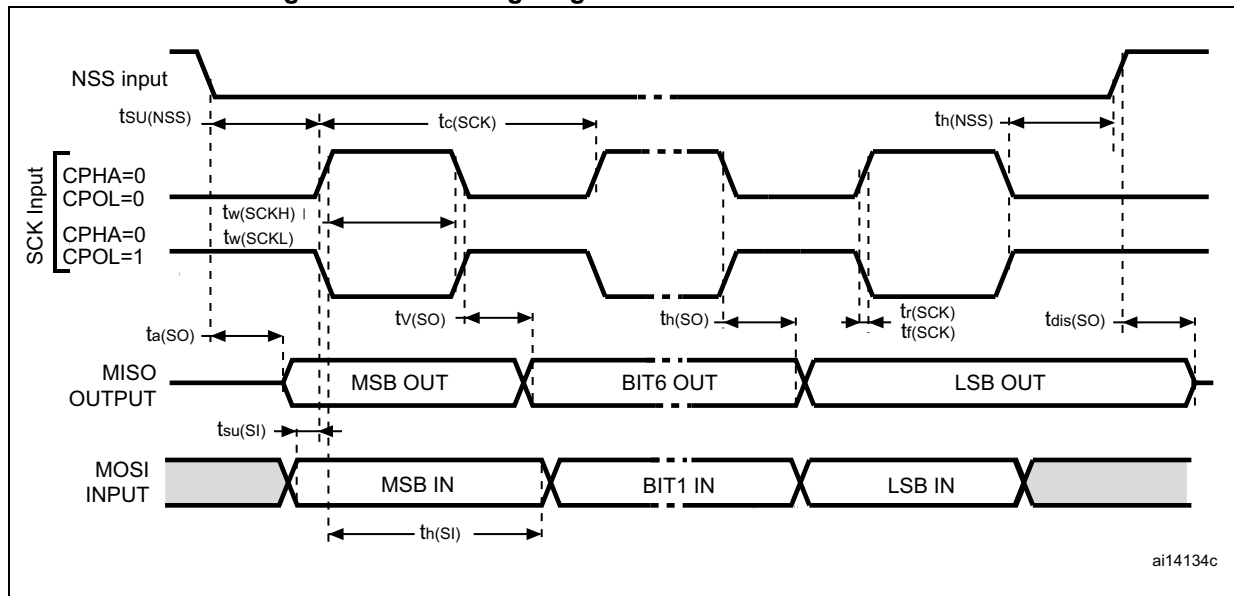 NSS input
tSU(NSS)
tc(SCK)
th(NSS)
SCK Input
CPHA=0
CPOL=0
tw(SCKH)
CPHA=0
tw(SCKL)
CPOL=1
ta(SO)
tV(SO)
th(SO)
tr(SCK)
tf(SCK)
tdis(SO)
MISO
OUTPUT
MSB OUT
BIT6 OUT
LSB OUT
tsu(SI)
MOSI
INPUT
MSB IN
BIT1 IN
LSB IN
th(SI)
ai14134c